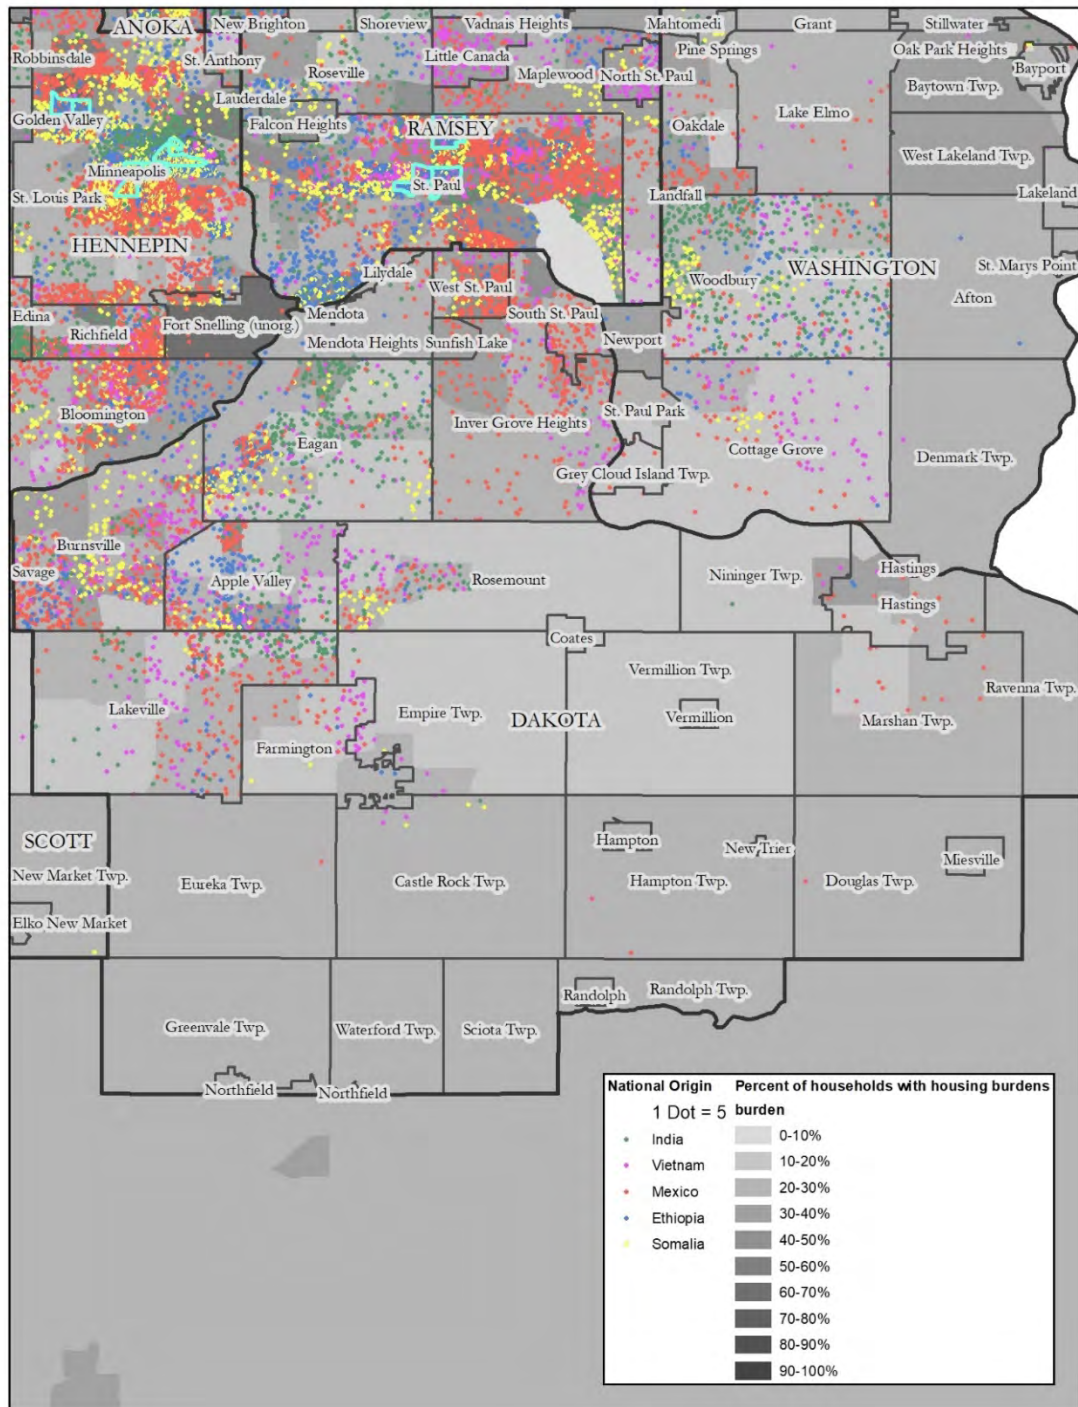 ANOKA
New Brighton
Shoreview
Vadnais Heights
Mahtomedi
Grant
Stillwater
Robbinsdale
St. Anthony
Roseville
Little Canada
Maplewood
North St. Paul
Pine Springs
Oak Park Heights
Bayport
Baytown Twp.
Lauderdale
Golden Valley
Falcon Heights
RAMSEY
Oakdale
Lake Elmo
West Lakeland Twp.
Minneapolis
St. Paul
St. Louis Park
Landfall
Lakeland
HENNEPIN
Lilydale
West St. Paul
Woodbury
WASHINGTON
St. Marys Point
Afton
Edina
Richfield
Fort Snelling (unorg.)
Mendota
Mendota Heights
Sunfish Lake
South St. Paul
Newport
Bloomington
Eagan
Inver Grove Heights
St. Paul Park
Cottage Grove
Denmark Twp.
Grey Cloud Island Twp.
Burnsville
Savage
Apple Valley
Rosemount
Nininger Twp.
Hastings
Hastings
Coates
Vermillion Twp.
Ravenna Twp.
Lakeville
Empire Twp.
DAKOTA
Vermillion
Marshan Twp.
Farmington
SCOTT
New Market Twp.
Eureka Twp.
Castle Rock Twp.
Hampton
New Trier
Hampton Twp.
Douglas Twp.
Miesville
Elko New Market
Randolph
Randolph Twp.
Greenvale Twp.
Waterford Twp.
Sciota Twp.
Northfield
Northfield
National Origin
1 Dot = 5
India
Vietnam
Mexico
Ethiopia
Somalia
Percent of households with housing burdens
burden
0-10%
10-20%
20-30%
30-40%
40-50%
50-60%
60-70%
70-80%
80-90%
90-100%